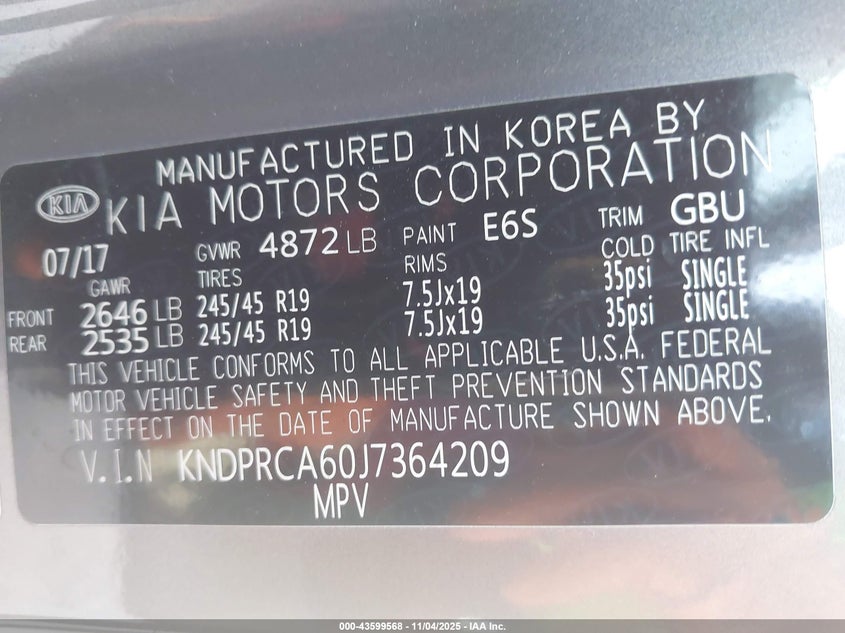 MANUFACTURED IN KOREA BY
KIA KIA MOTORS CORPORATION
07/17 GVWR 4872 LB PAINT E6S TRIM GBU
GAWR TIRES RIMS COLD TIRE INFL
FRONT 2646 LB 245/45 R19 7.5Jx19 35psi SINGLE
REAR 2535 LB 245/45 R19 7.5Jx19 35psi SINGLE
THIS VEHICLE CONFORMS TO ALL APPLICABLE U.S.A. FEDERAL
MOTOR VEHICLE SAFETY AND THEFT PREVENTION STANDARDS
IN EFFECT ON THE DATE OF MANUFACTURE SHOWN ABOVE.
V.I.N KNDPRCA60J7364209
MPV
000-43599568 - 11/04/2025 - IAA Inc.